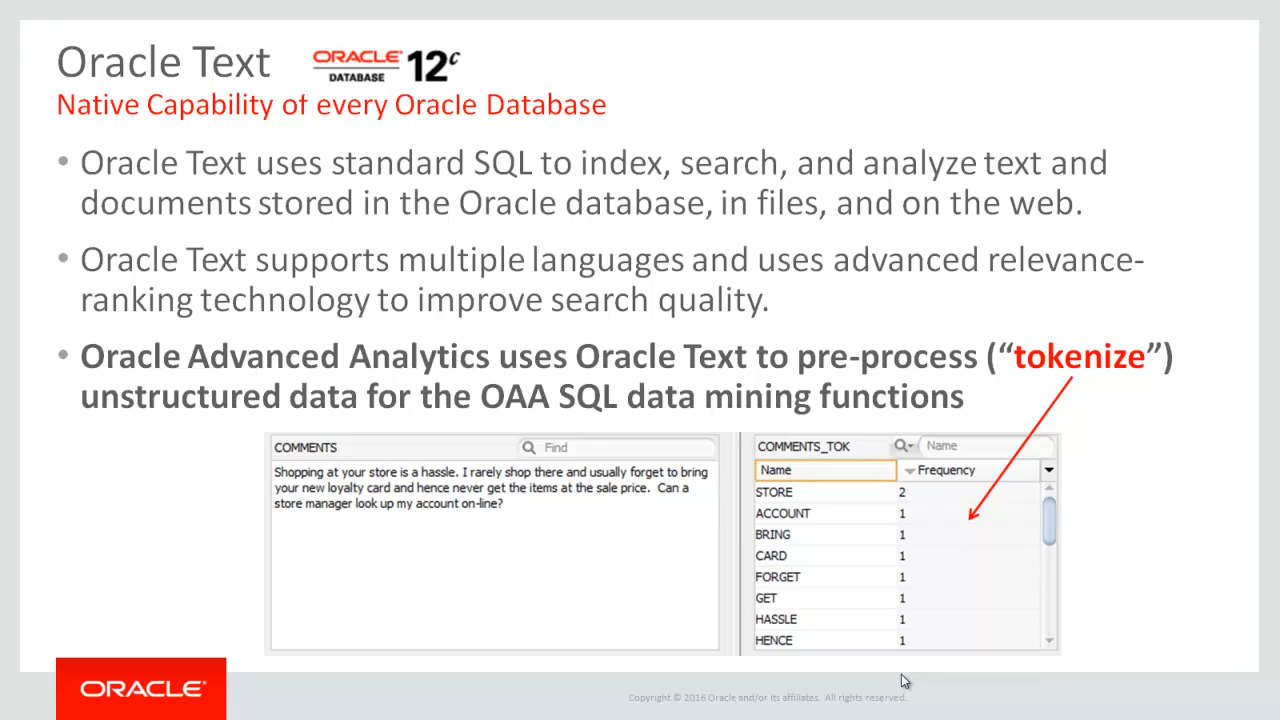 Oracle Text
ORACLE®
DATABASE 12c
Native Capability of every Oracle Database
• Oracle Text uses standard SQL to index, search, and analyze text and
documents stored in the Oracle database, in files, and on the web.
• Oracle Text supports multiple languages and uses advanced relevance-
ranking technology to improve search quality.
• Oracle Advanced Analytics uses Oracle Text to pre-process (“tokenize”)
unstructured data for the OAA SQL data mining functions
COMMENTS
Find
Shopping at your store is a hassle. I rarely shop there and usually forget to bring
your new loyalty card and hence never get the items at the sale price. Can a
store manager look up my account on-line?
COMMENTS_TOK
Name
Name Frequency
STORE 2
ACCOUNT 1
BRING 1
CARD 1
FORGET 1
GET 1
HASSLE 1
HENCE 1
ORACLE®
Copyright © 2016 Oracle and/or its affiliates. All rights reserved.